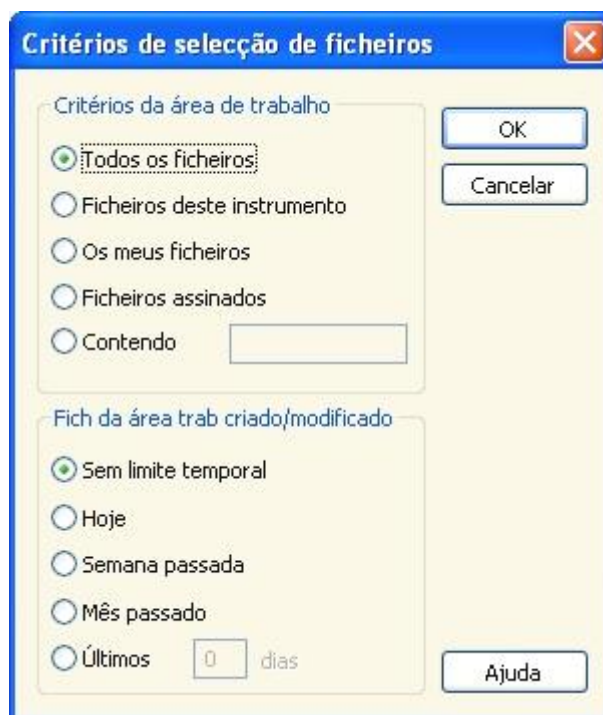 Critérios de selecção de ficheiros
Critérios da área de trabalho
Todos os ficheiros
Ficheiros deste instrumento
Os meus ficheiros
Ficheiros assinados
Contendo
OK
Cancelar
Fich da área trab criado/modificado
Sem limite temporal
Hoje
Semana passada
Mês passado
Últimos 0 dias
Ajuda